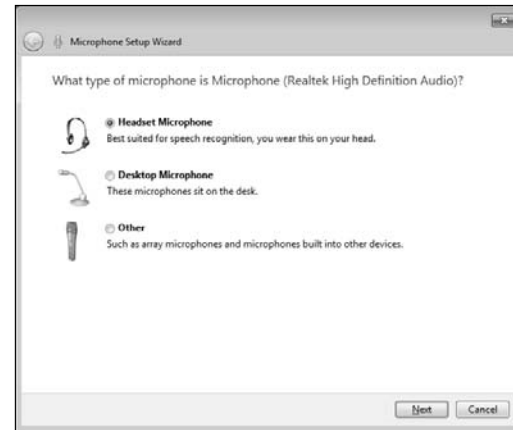 Microphone Setup Wizard
What type of microphone is Microphone (Realtek High Definition Audio)?
Headset Microphone
Best suited for speech recognition, you wear this on your head.
Desktop Microphone
These microphones sit on the desk.
Other
Such as array microphones and microphones built into other devices.
Next Cancel